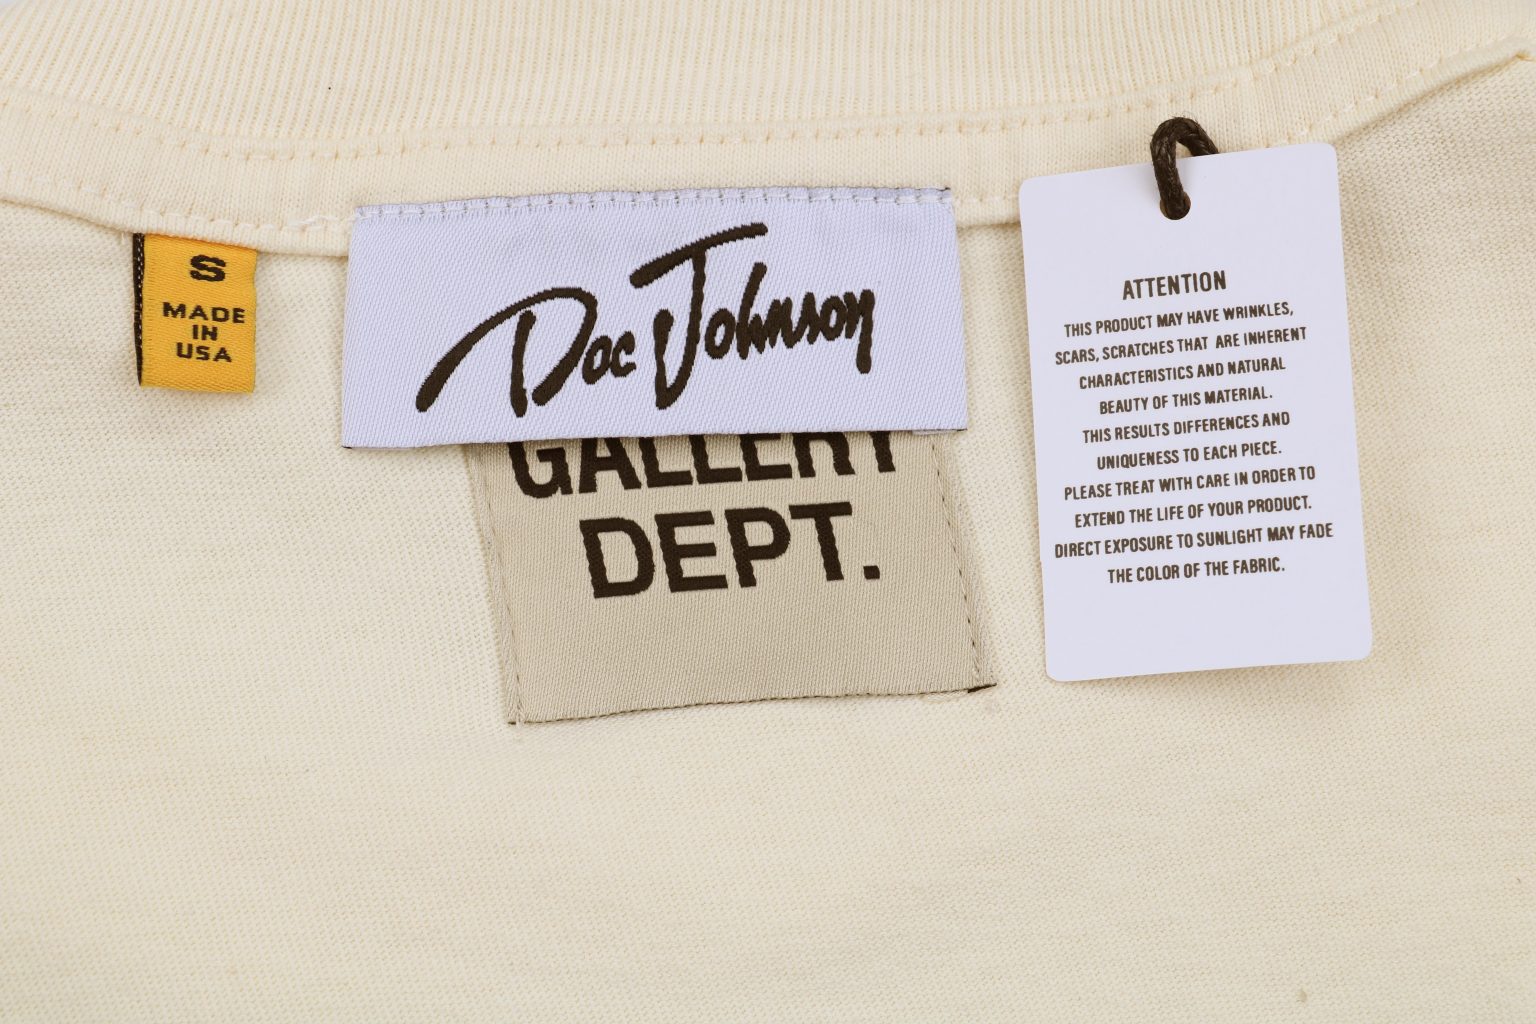 S
MADE
IN
USA
Doc Johnson
GALLERY
DEPT.
ATTENTION
THIS PRODUCT MAY HAVE WRINKLES,
SCARS, SCRATCHES THAT ARE INHERENT
CHARACTERISTICS AND NATURAL
BEAUTY OF THIS MATERIAL.
THIS RESULTS DIFFERENCES AND
UNIQUENESS TO EACH PIECE.
PLEASE TREAT WITH CARE IN ORDER TO
EXTEND THE LIFE OF YOUR PRODUCT.
DIRECT EXPOSURE TO SUNLIGHT MAY FADE
THE COLOR OF THE FABRIC.